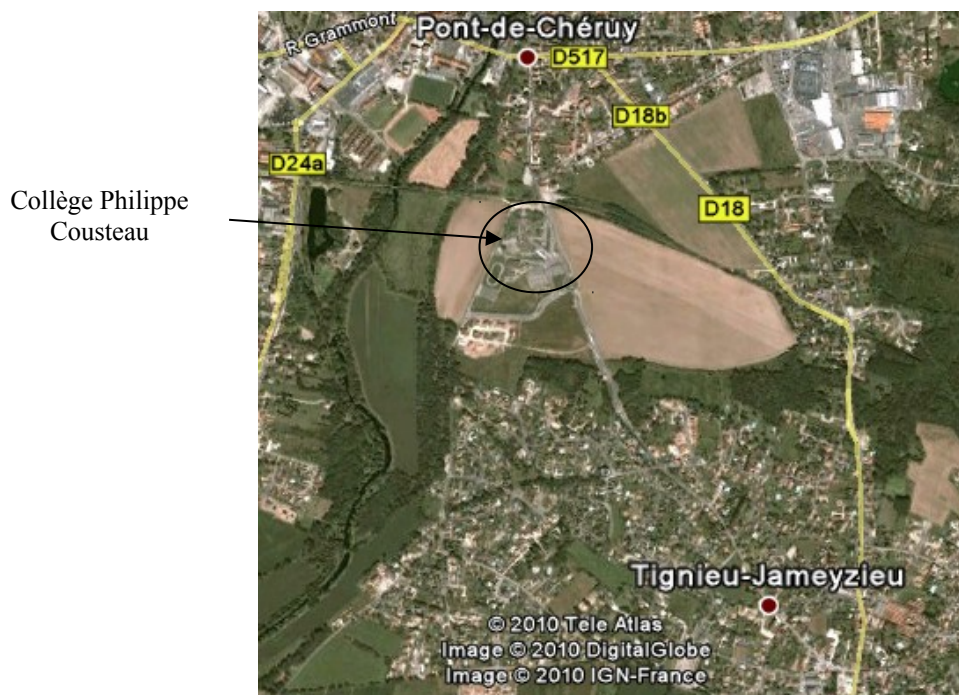 R Grammont
Pont-de-Chéruy
D517
D18b
D24a
D18
Collège Philippe
Cousteau
Tignieu-Jameyzieu
© 2010 Tele Atlas
Image © 2010 DigitalGlobe
Image © 2010 IGN-France